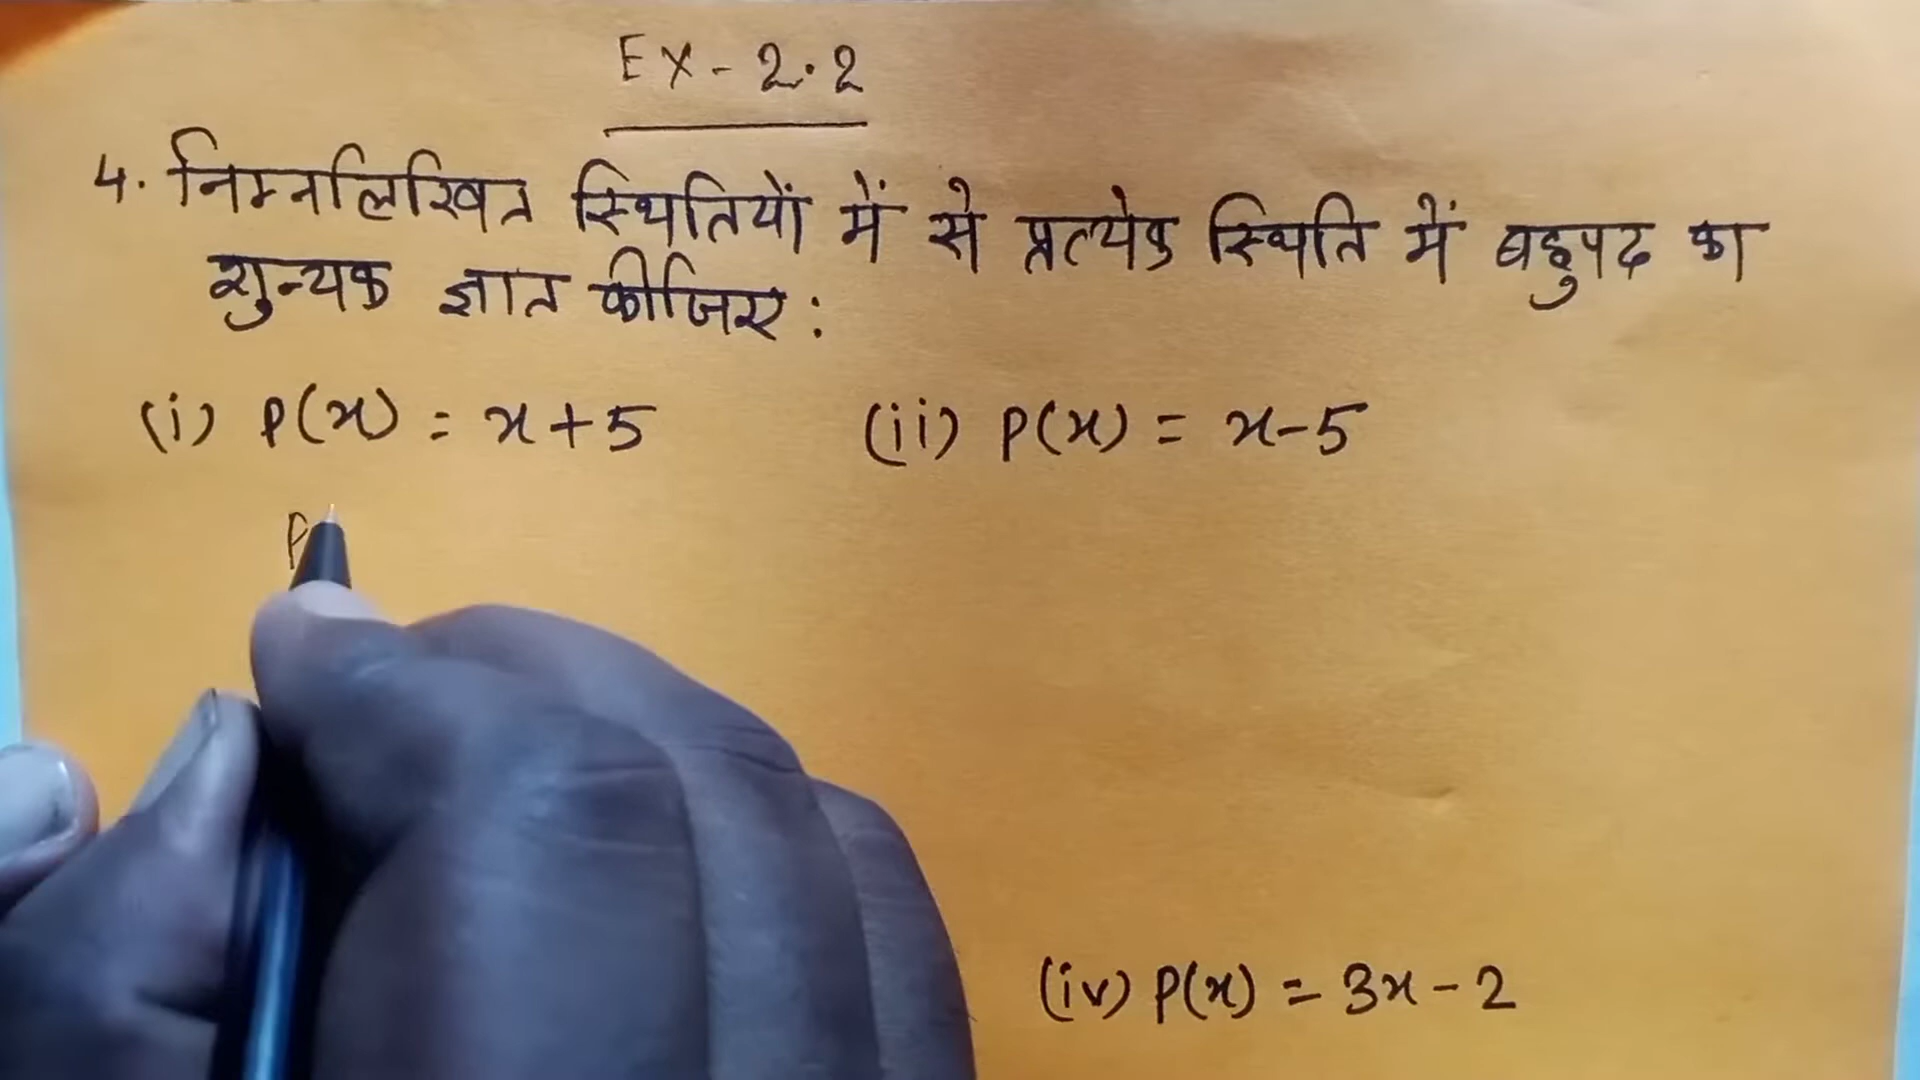 EX - 2.2
4. निम्नलिखित स्थितियों में से प्रत्येक स्थिति में बहुपद का
शुन्यक ज्ञात कीजिए :
(i) P(x) = x+5 (ii) P(x) = x-5
P
(iv) P(x) = 3x - 2